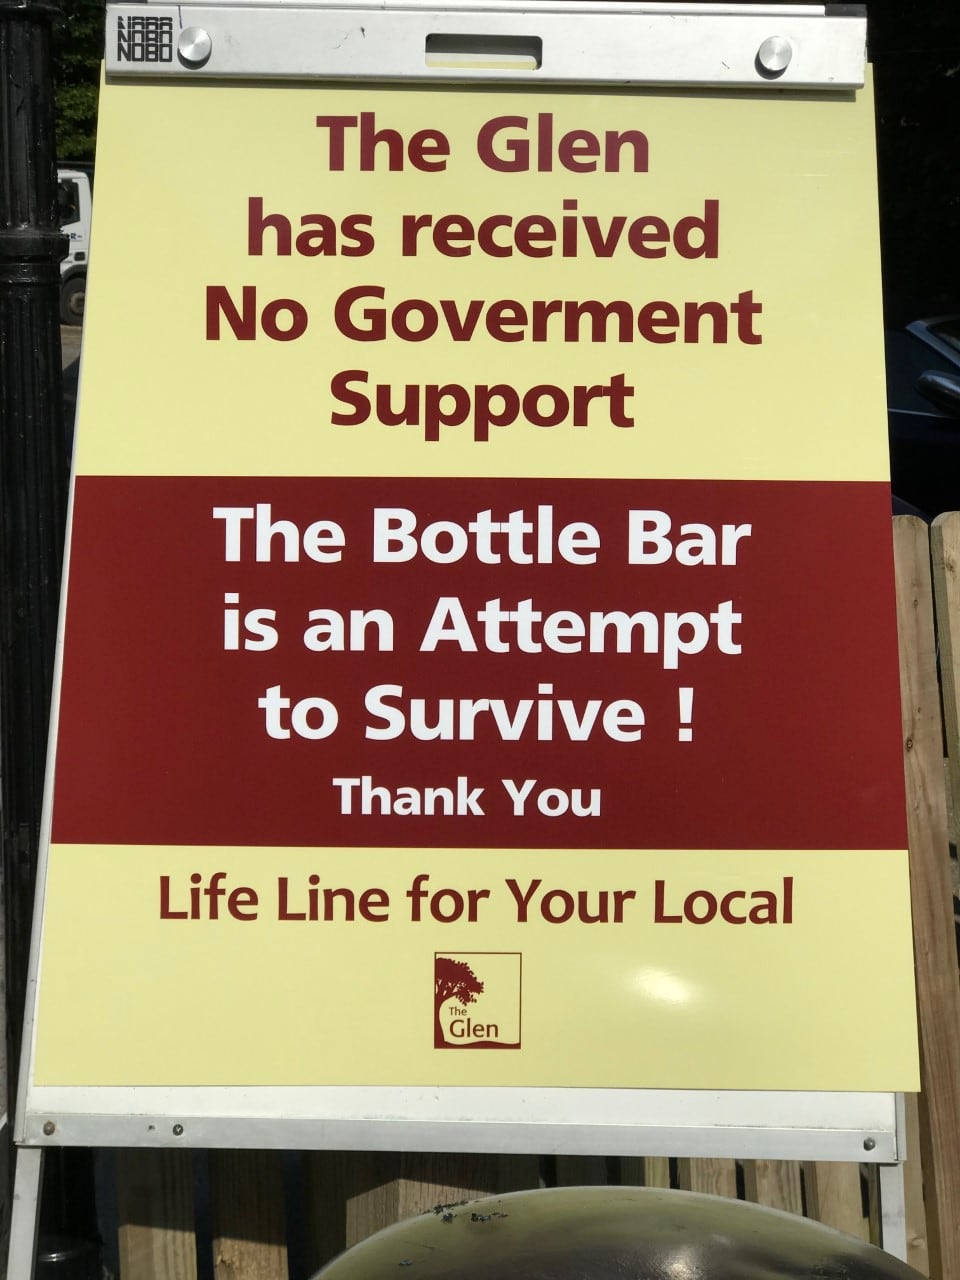 NOBO
The Glen
has received
No Goverment
Support
The Bottle Bar
is an Attempt
to Survive !
Thank You
Life Line for Your Local
The
Glen